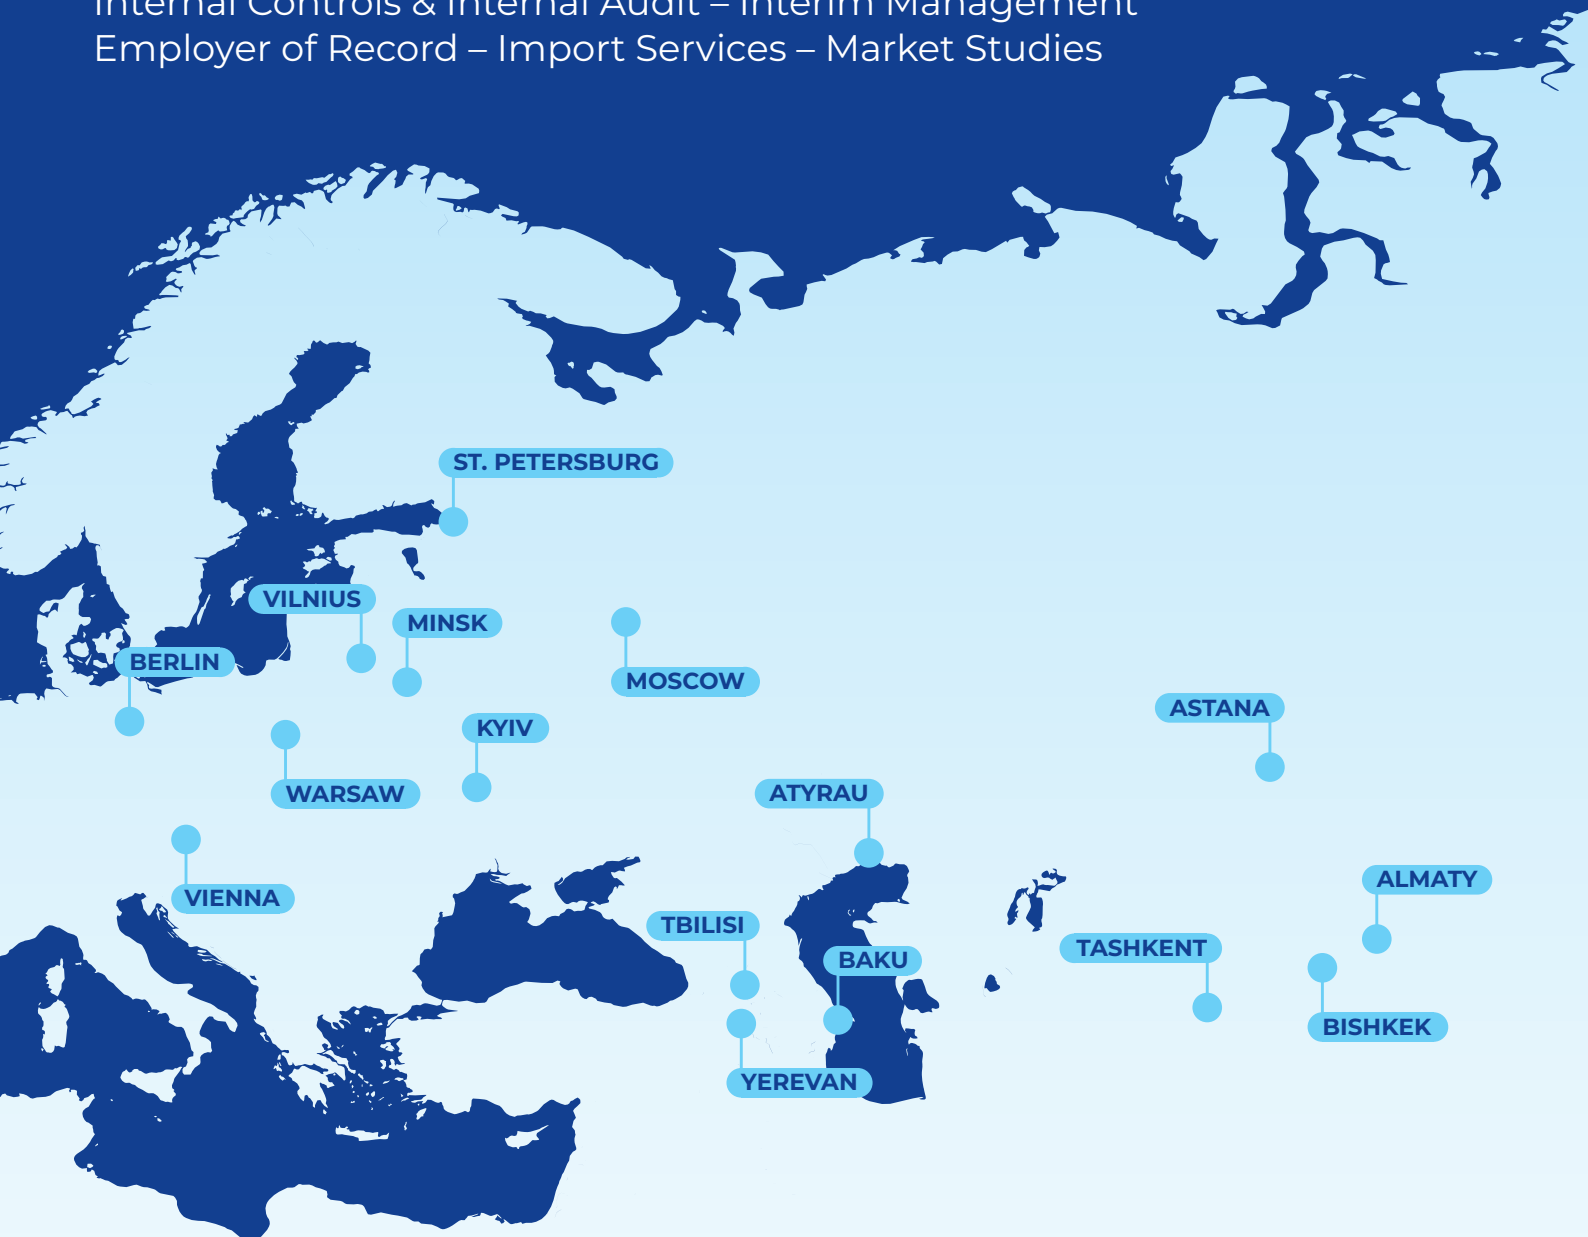 Internal Controls & Internal Audit – Interim Management
Employer of Record – Import Services – Market Studies
ST. PETERSBURG
VILNIUS
MINSK
BERLIN
MOSCOW
ASTANA
KYIV
WARSAW
ATYRAU
ALMATY
VIENNA
TBILISI
TASHKENT
BAKU
BISHKEK
YEREVAN